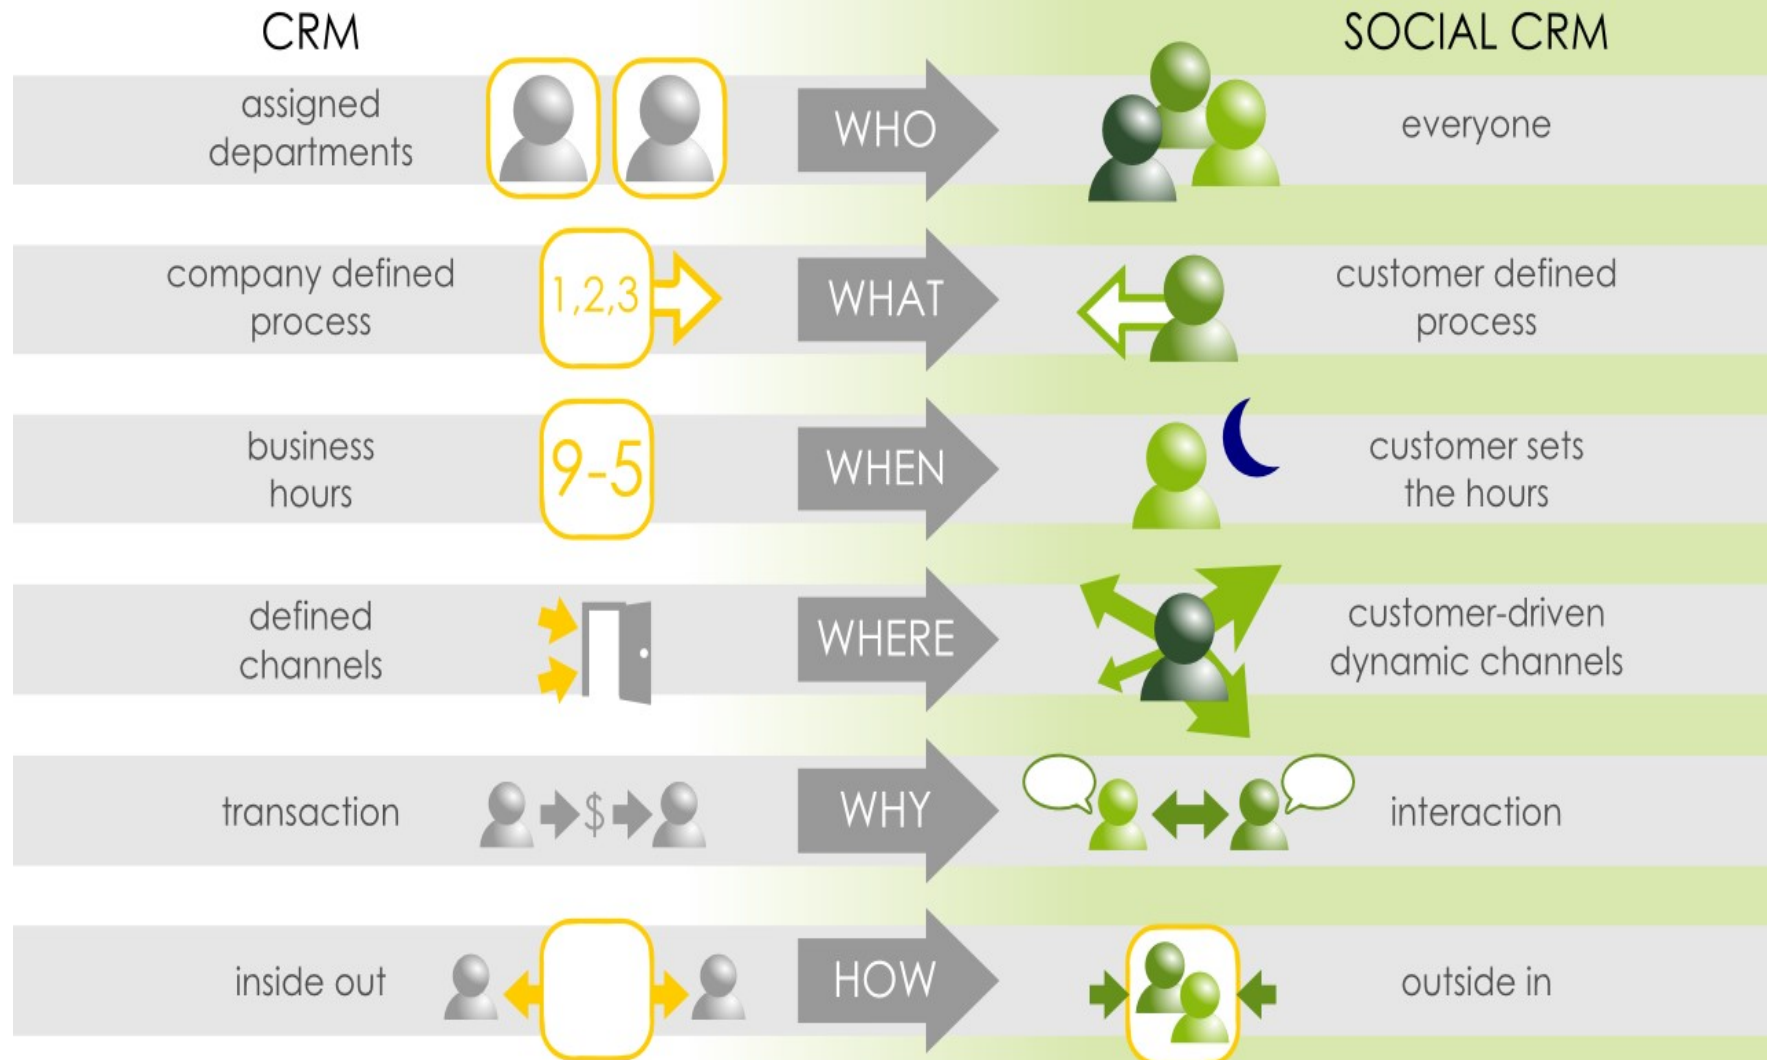 CRM
SOCIAL CRM
assigned
departments
WHO
everyone
company defined
process
1,2,3
WHAT
customer defined
process
business
hours
9-5
WHEN
customer sets
the hours
defined
channels
WHERE
customer-driven
dynamic channels
transaction
$
WHY
interaction
inside out
HOW
outside in